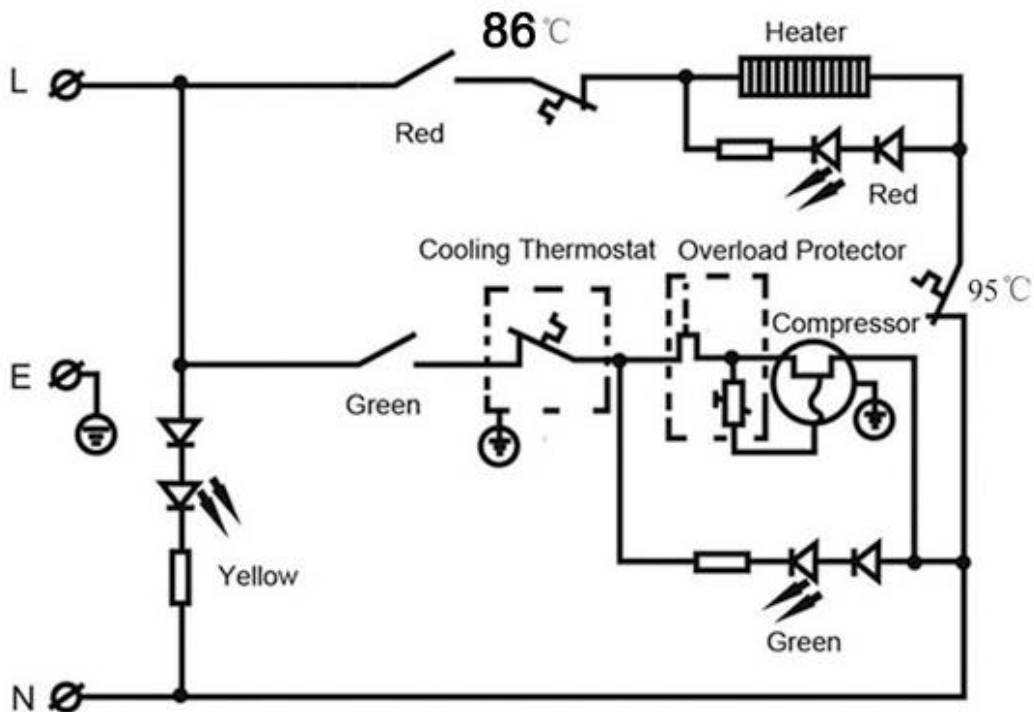 86℃
Heater
L
Red
Red
Cooling Thermostat
Overload Protector
95℃
Compressor
E
Green
Yellow
Green
N